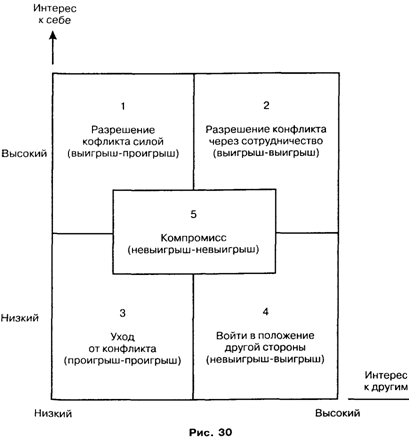 Интерес
к себе
1
Разрешение
кофликта силой
(выигрыш-проигрыш)
2
Разрешение конфликта
через сотрудничество
(выигрыш-выигрыш)
Высокий
5
Компромисс
(невыигрыш-невыигрыш)
Низкий
3
Уход
от конфликта
(проигрыш-проигрыш)
4
Войти в положение
другой стороны
(невыигрыш-выигрыш)
Интерес
к другим
Низкий
Высокий
Рис. 30